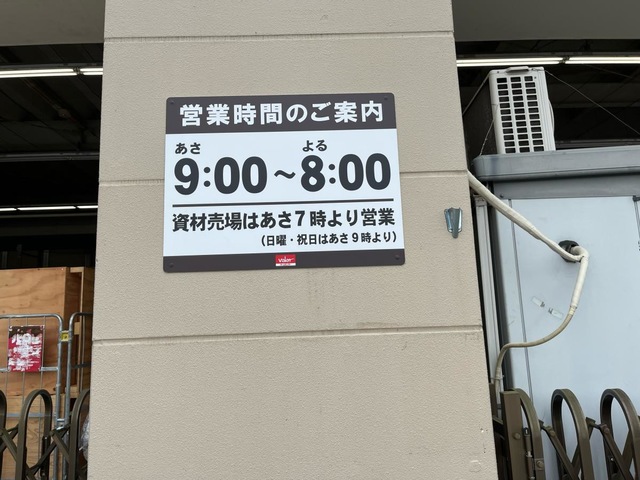 営業時間のご案内
あさ よる
9:00~8:00
資材売場はあさ7時より営業
(日曜・祝日はあさ9時より)